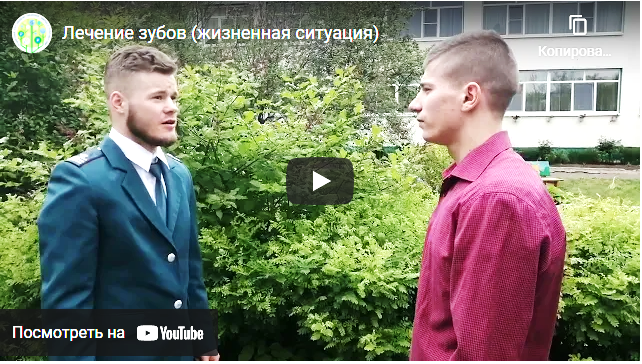 Лечение зубов (жизненная ситуация)
Копирова...
Посмотреть на YouTube